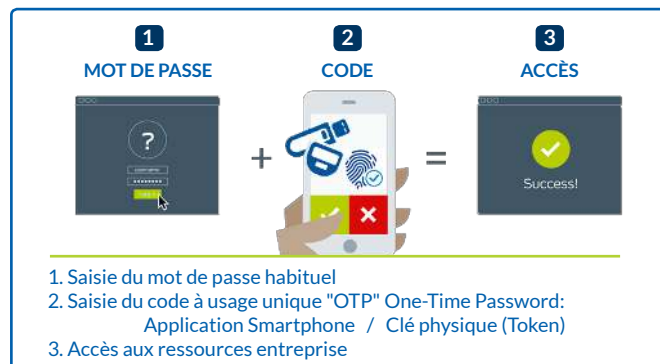 1 2 3
MOT DE PASSE CODE ACCÈS
?
+ =
Success!
1. Saisie du mot de passe habituel
2. Saisie du code à usage unique "OTP" One-Time Password:
Application Smartphone / Clé physique (Token)
3. Accès aux ressources entreprise